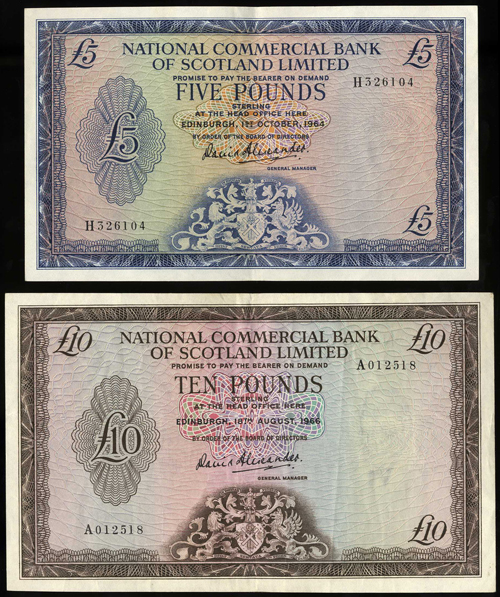 £5 £5
NATIONAL COMMERCIAL BANK
OF SCOTLAND LIMITED
PROMISE TO PAY THE BEARER ON DEMAND
H 326104
FIVE POUNDS
STERLING
AT THE HEAD OFFICE HERE
EDINBURGH, 1ST OCTOBER, 1964
BY ORDER OF THE BOARD OF DIRECTORS
£5
David Alexander.
GENERAL MANAGER
H 326104
£5
£10 £10
NATIONAL COMMERCIAL BANK
OF SCOTLAND LIMITED
PROMISE TO PAY THE BEARER ON DEMAND
A 012518
TEN POUNDS
STERLING
AT THE HEAD OFFICE HERE
EDINBURGH, 18TH AUGUST, 1966
BY ORDER OF THE BOARD OF DIRECTORS
£10
David Alexander.
GENERAL MANAGER
A 012518
£10